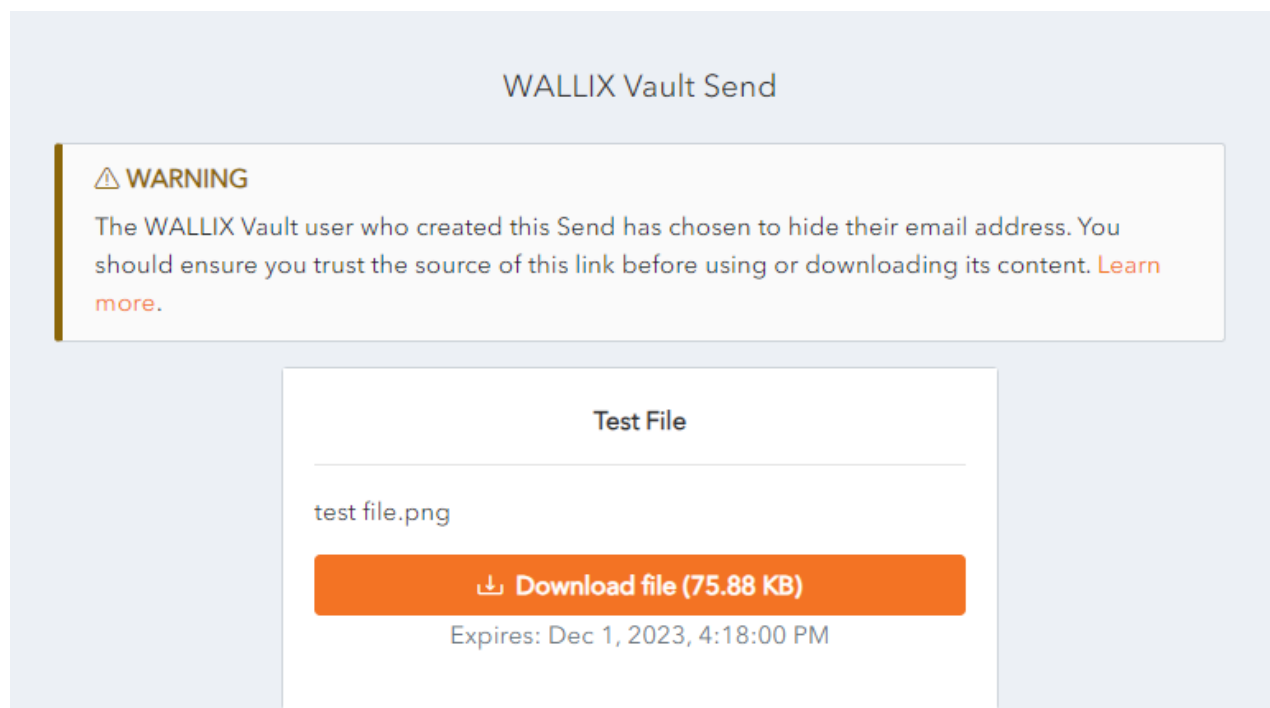 WALLIX Vault Send
⚠ WARNING
The WALLIX Vault user who created this Send has chosen to hide their email address. You
should ensure you trust the source of this link before using or downloading its content. Learn
more.
Test File
test file.png
Download file (75.88 KB)
Expires: Dec 1, 2023, 4:18:00 PM